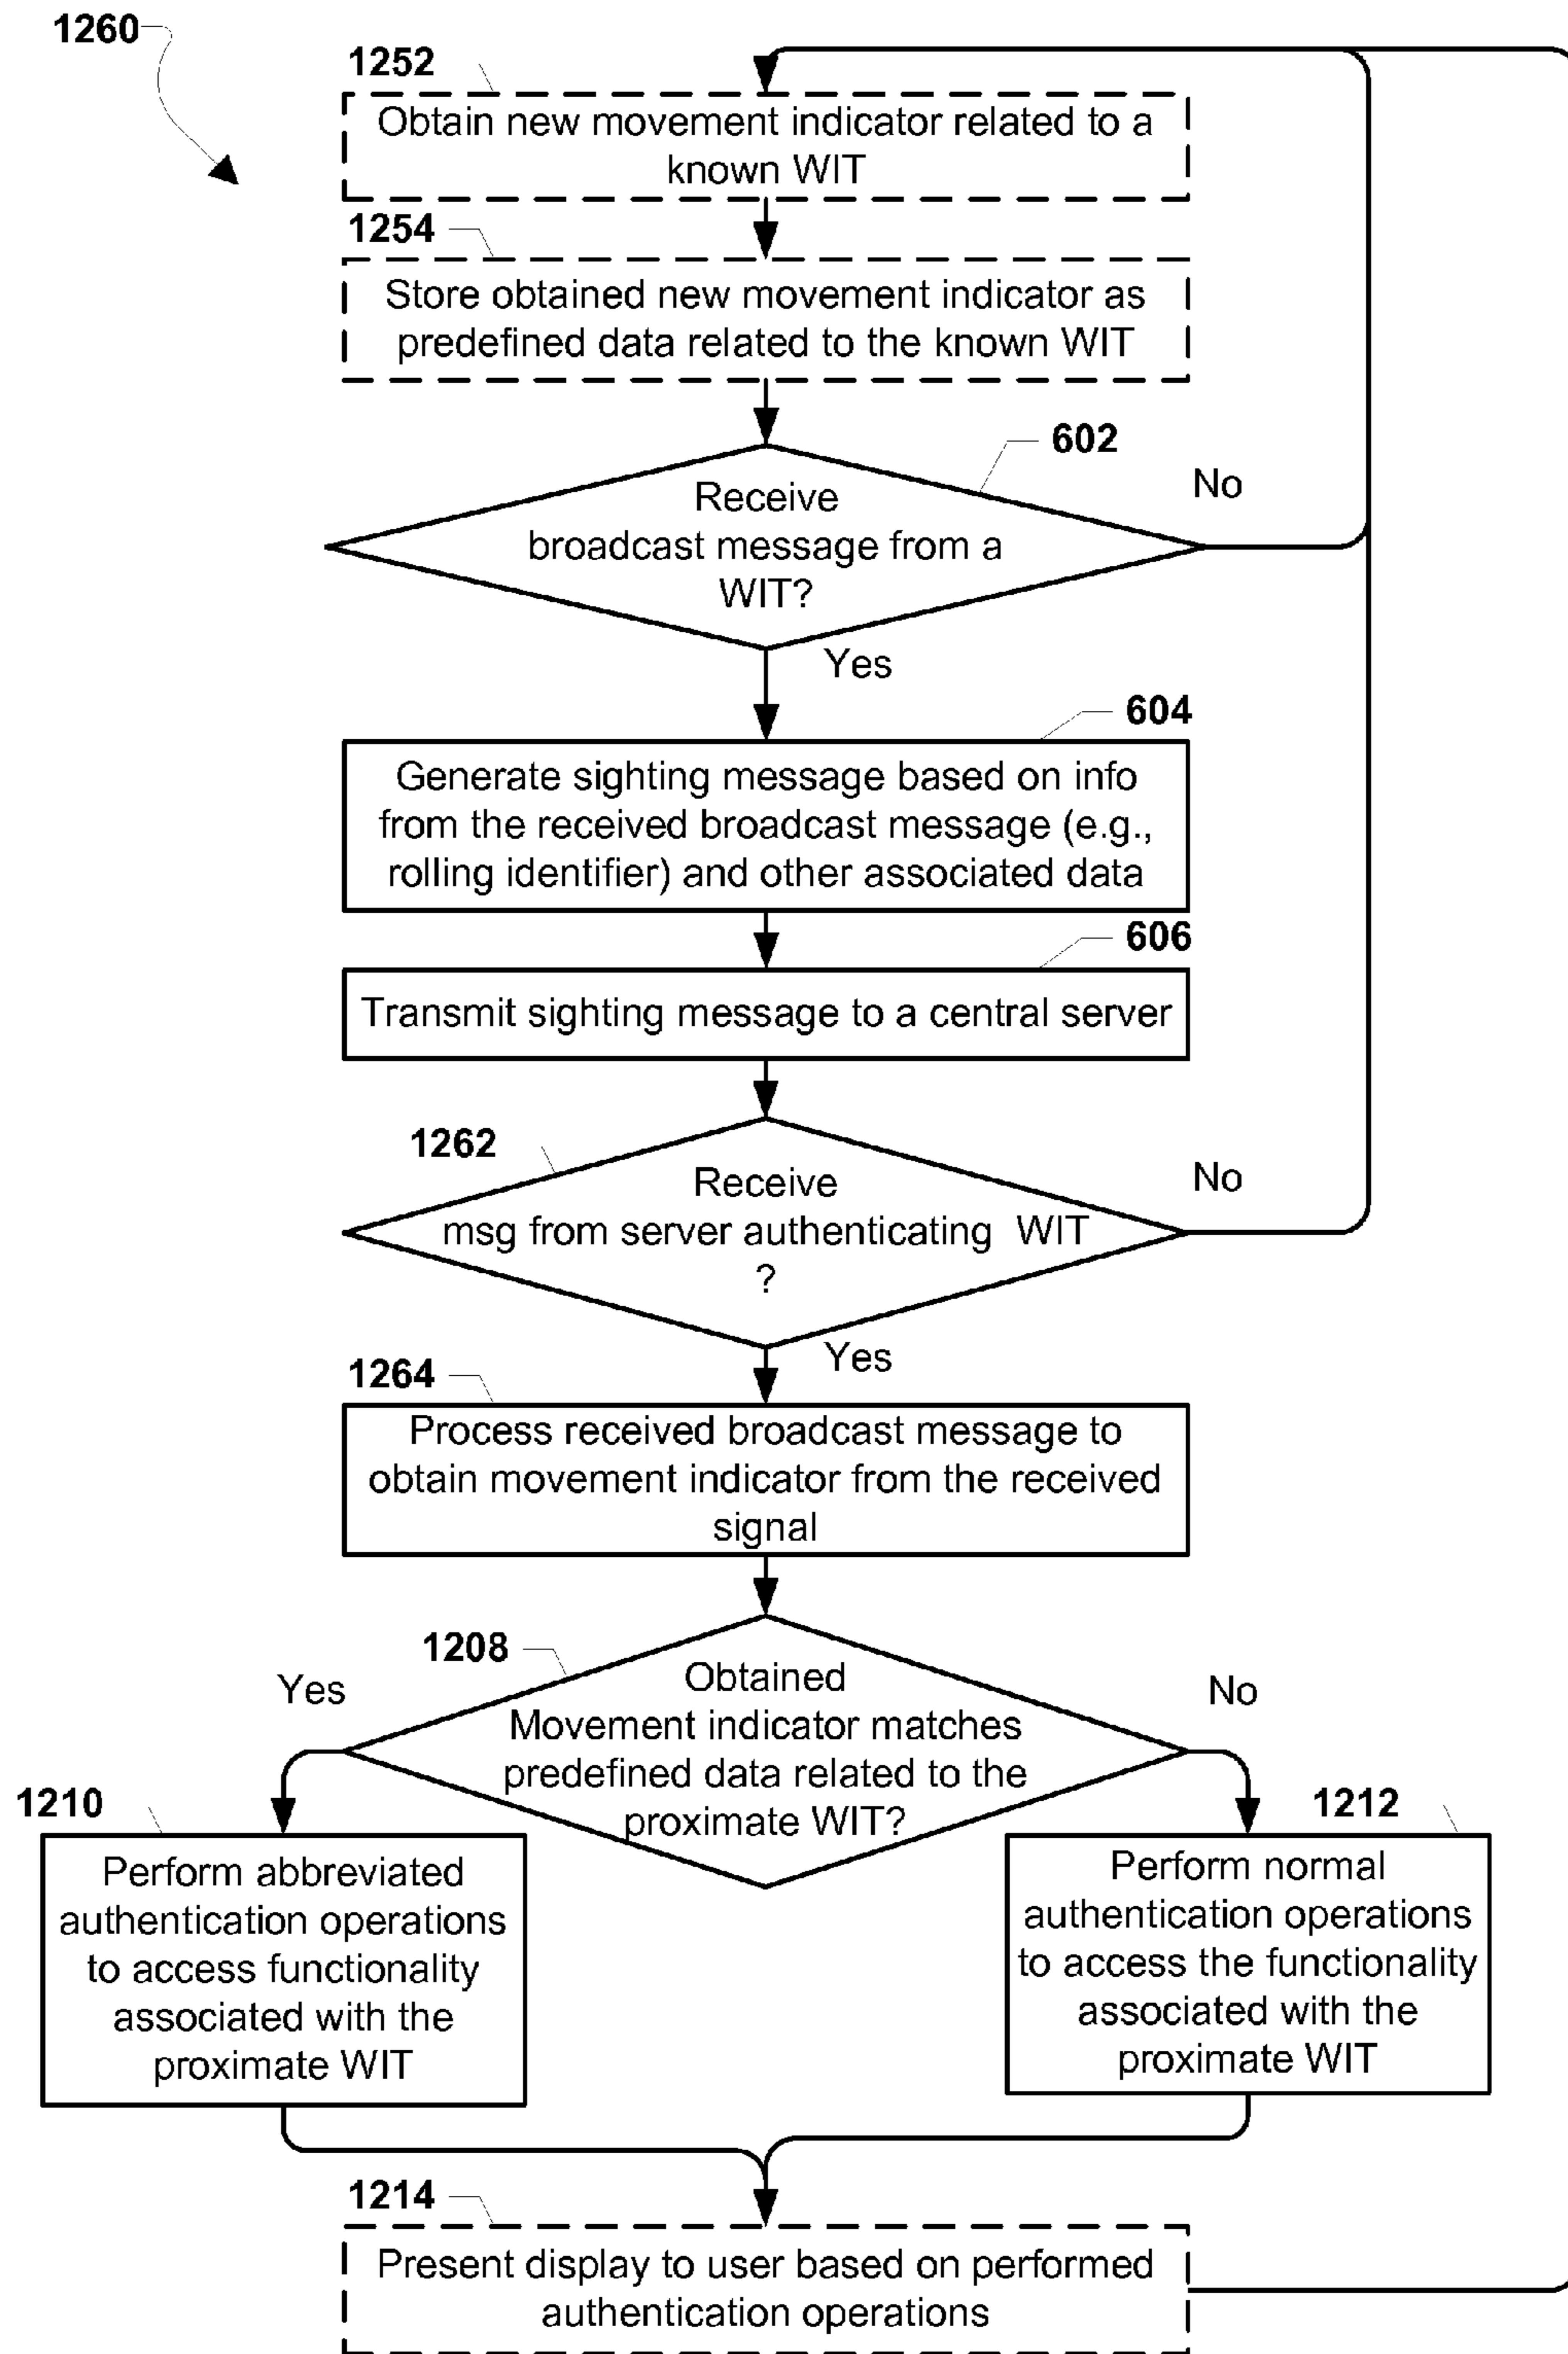 1260
1252
Obtain new movement indicator related to a
known WIT
1254
Store obtained new movement indicator as
predefined data related to the known WIT
602
No
Receive
broadcast message from a
WIT?
Yes
604
Generate sighting message based on info
from the received broadcast message (e.g.,
rolling identifier) and other associated data
606
Transmit sighting message to a central server
1262
No
Receive
msg from server authenticating WIT
?
Yes
1264
Process received broadcast message to
obtain movement indicator from the received
signal
1208
Yes
No
Obtained
Movement indicator matches
predefined data related to the
proximate WIT?
1210
Perform abbreviated
authentication operations
to access functionality
associated with the
proximate WIT
1212
Perform normal
authentication operations
to access the functionality
associated with the
proximate WIT
1214
Present display to user based on performed
authentication operations